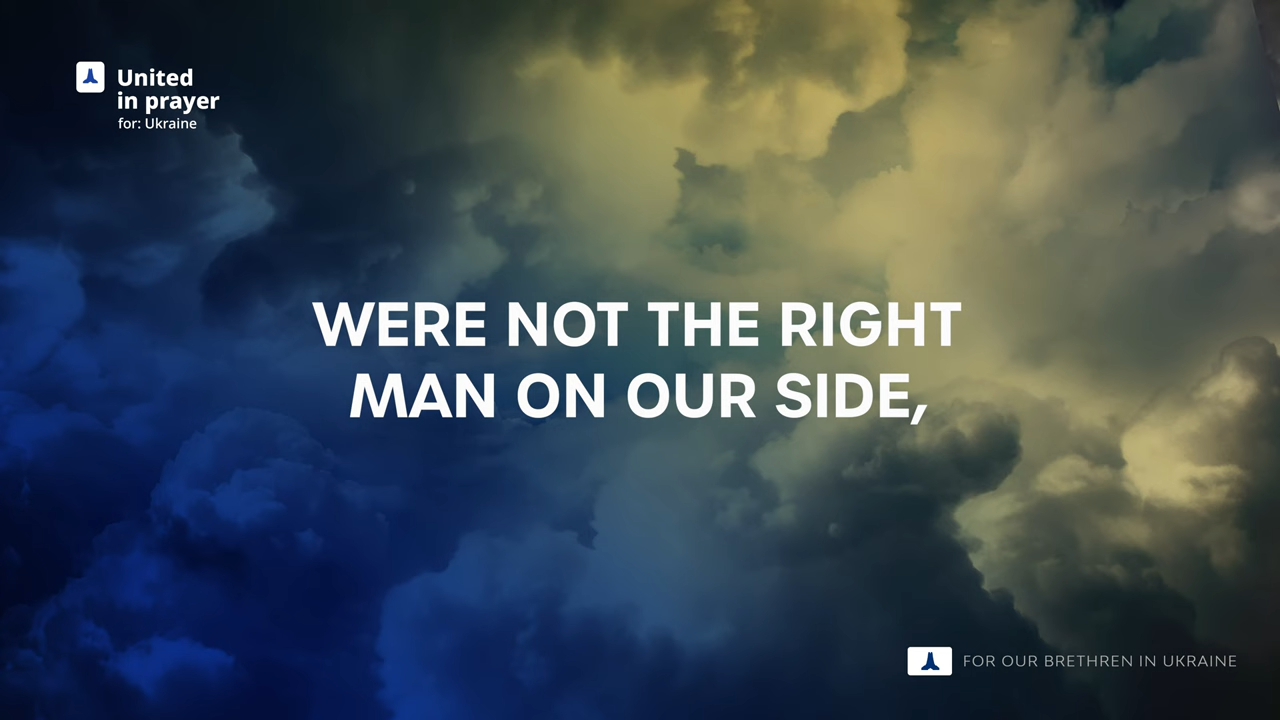 United
in prayer
for: Ukraine
WERE NOT THE RIGHT
MAN ON OUR SIDE,
FOR OUR BRETHREN IN UKRAINE